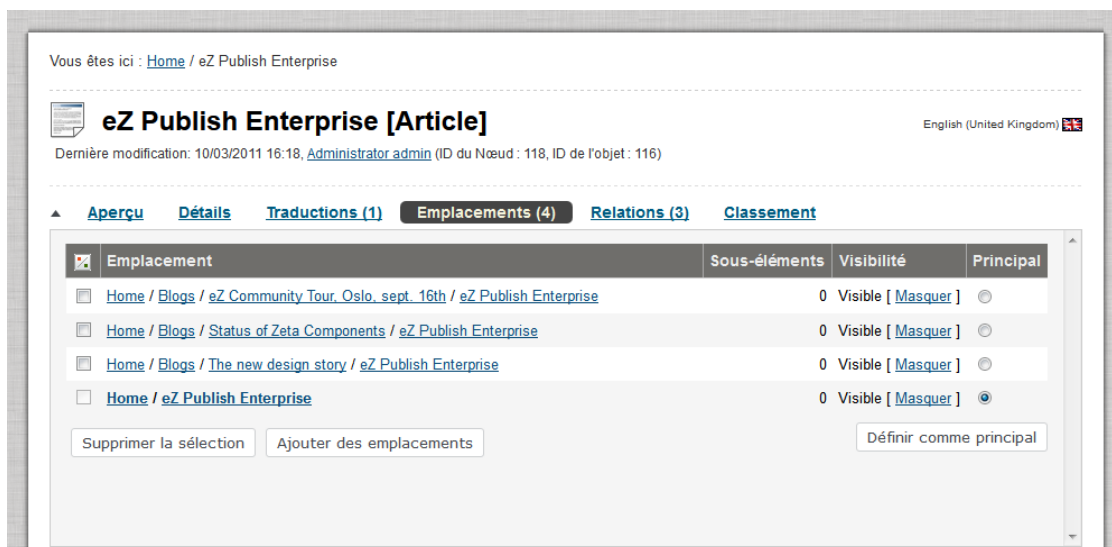 Vous êtes ici : Home / eZ Publish Enterprise
eZ Publish Enterprise [Article]
English (United Kingdom)
Dernière modification: 10/03/2011 16:18, Administrator admin (ID du Nœud : 118, ID de l'objet : 116)
Aperçu Détails Traductions (1) Emplacements (4) Relations (3) Classement
Emplacement Sous-éléments Visibilité Principal
Home / Blogs / eZ Community Tour, Oslo, sept. 16th / eZ Publish Enterprise 0 Visible [ Masquer ]
Home / Blogs / Status of Zeta Components / eZ Publish Enterprise 0 Visible [ Masquer ]
Home / Blogs / The new design story / eZ Publish Enterprise 0 Visible [ Masquer ]
Home / eZ Publish Enterprise 0 Visible [ Masquer ]
Supprimer la sélection Ajouter des emplacements Définir comme principal